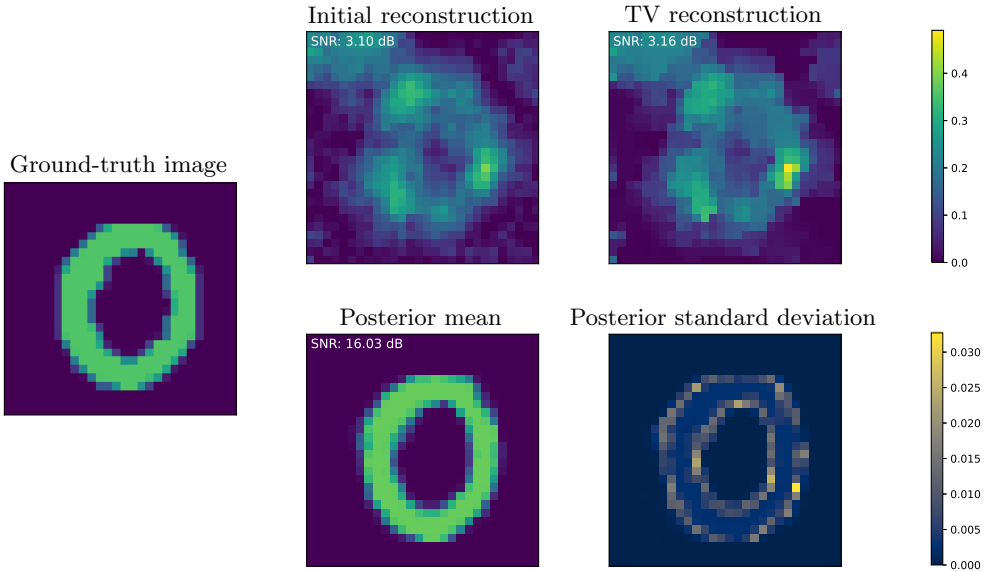 Initial reconstruction
TV reconstruction
SNR: 3.10 dB
SNR: 3.16 dB
0.4
0.3
0.2
0.1
0.0
Ground-truth image
Posterior mean
Posterior standard deviation
SNR: 16.03 dB
0.030
0.025
0.020
0.015
0.010
0.005
0.000